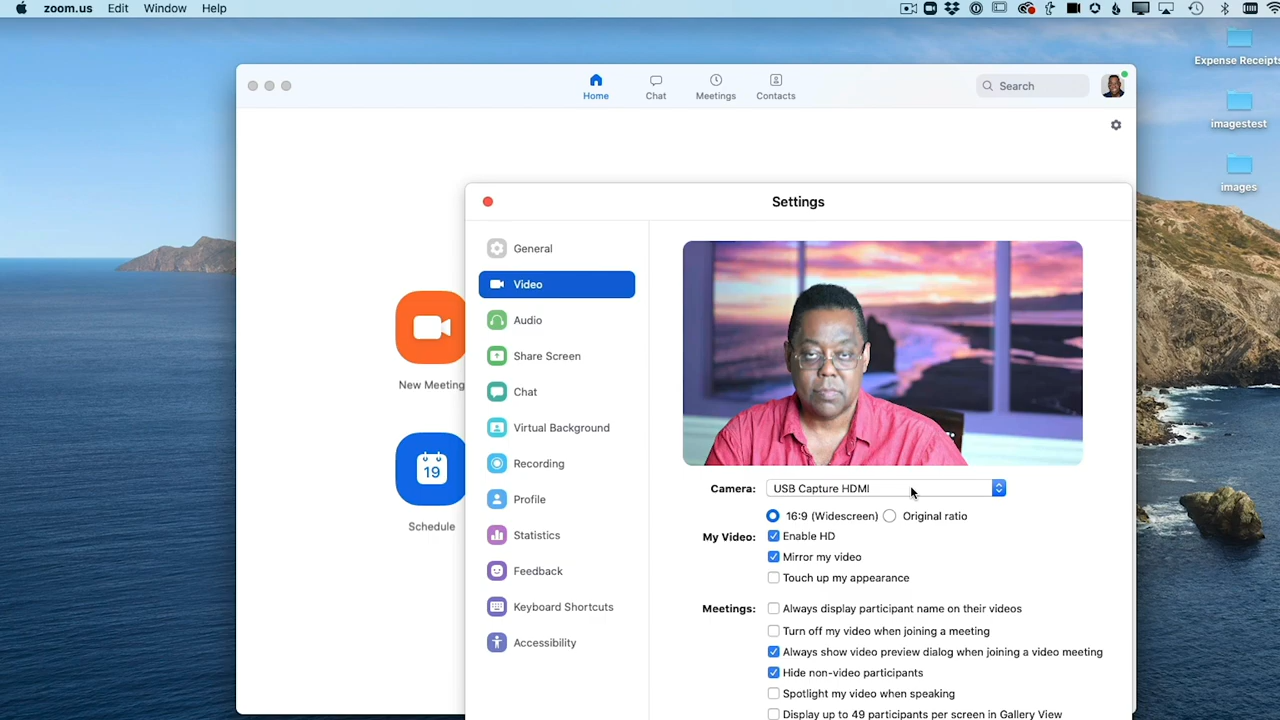 zoom.us Edit Window Help
Expense Receipts
imagestest
images
Home Chat Meetings Contacts
Search
New Meeting
19
Schedule
Settings
General
Video
Audio
Share Screen
Chat
Virtual Background
Recording
Profile
Statistics
Feedback
Keyboard Shortcuts
Accessibility
Camera: USB Capture HDMI
16:9 (Widescreen) Original ratio
My Video: Enable HD
Mirror my video
Touch up my appearance
Meetings: Always display participant name on their videos
Turn off my video when joining a meeting
Always show video preview dialog when joining a video meeting
Hide non-video participants
Spotlight my video when speaking
Display up to 49 participants per screen in Gallery View